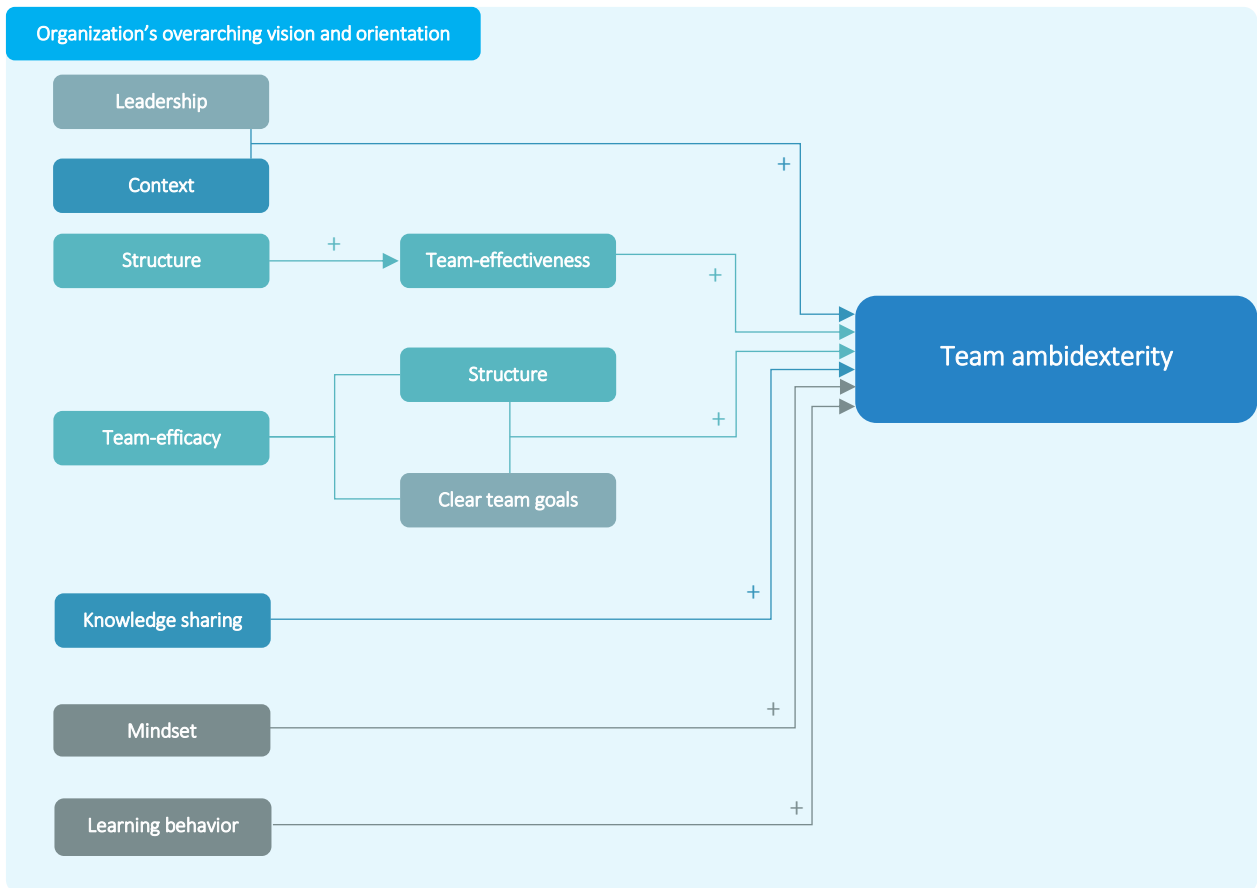 Organization’s overarching vision and orientation
Leadership
+
Context
Structure
+
Team-effectiveness
+
Team ambidexterity
Structure
Team-efficacy
+
Clear team goals
+
Knowledge sharing
+
Mindset
+
Learning behavior